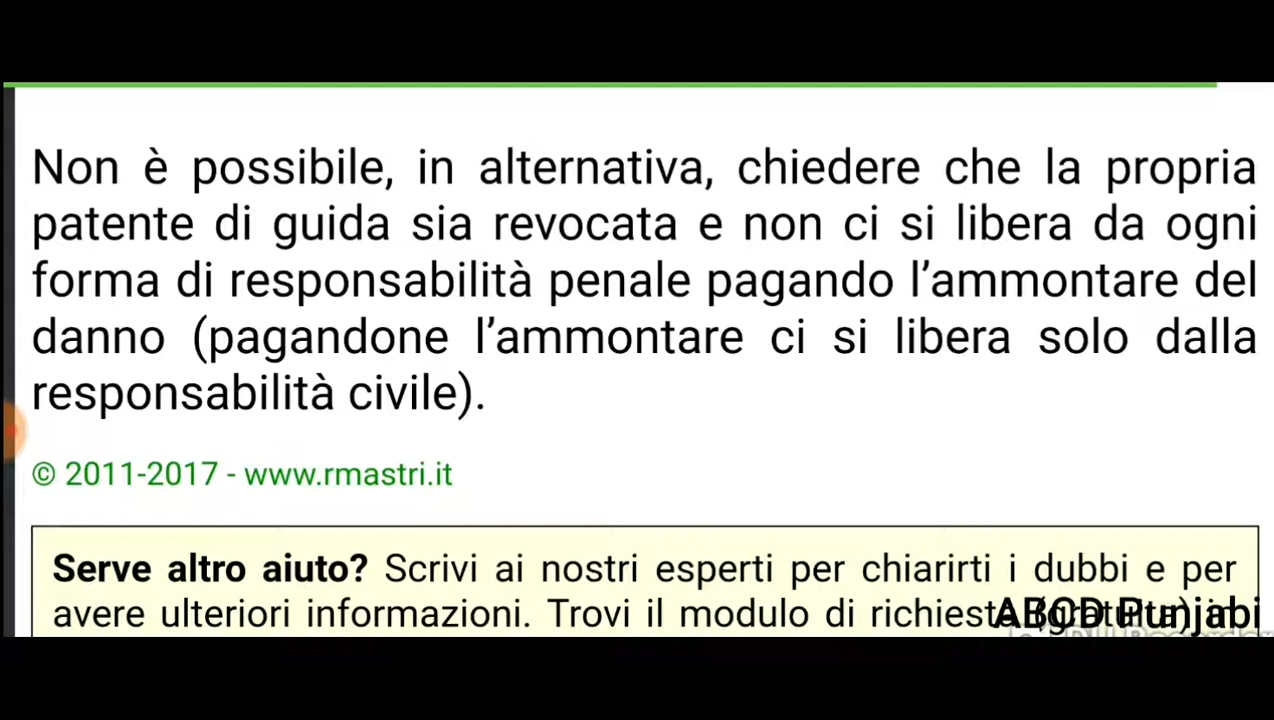 Non è possibile, in alternativa, chiedere che la propria
patente di guida sia revocata e non ci si libera da ogni
forma di responsabilità penale pagando l’ammontare del
danno (pagandone l’ammontare ci si libera solo dalla
responsabilità civile).
© 2011-2017 - www.rmastri.it
Serve altro aiuto? Scrivi ai nostri esperti per chiarirti i dubbi e per
avere ulteriori informazioni. Trovi il modulo di richiesta (gratuita) in
ABCD Punjabi